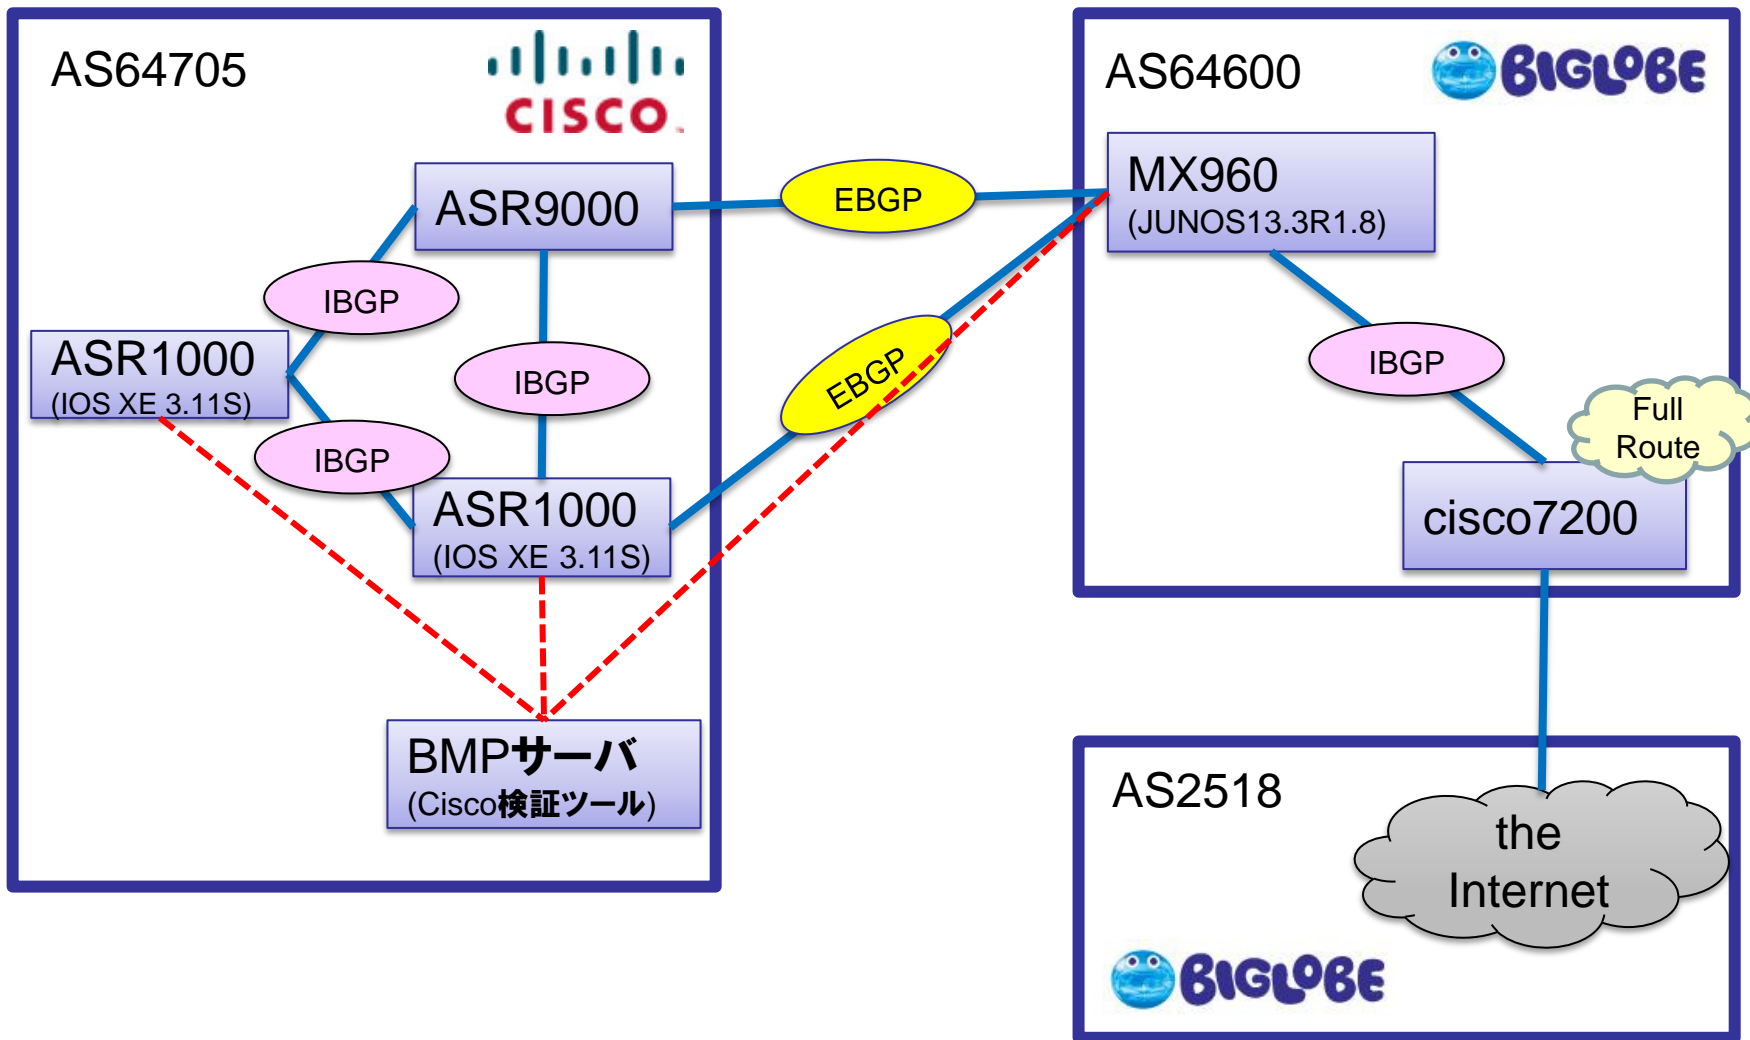 AS64705
CISCO
ASR9000
EBGP
IBGP
ASR1000
(IOS XE 3.11S)
IBGP
IBGP
EBGP
ASR1000
(IOS XE 3.11S)
BMPサーバ
(Cisco検証ツール)
AS64600
BIGLOBE
MX960
(JUNOS13.3R1.8)
IBGP
Full
Route
cisco7200
AS2518
the
Internet
BIGLOBE